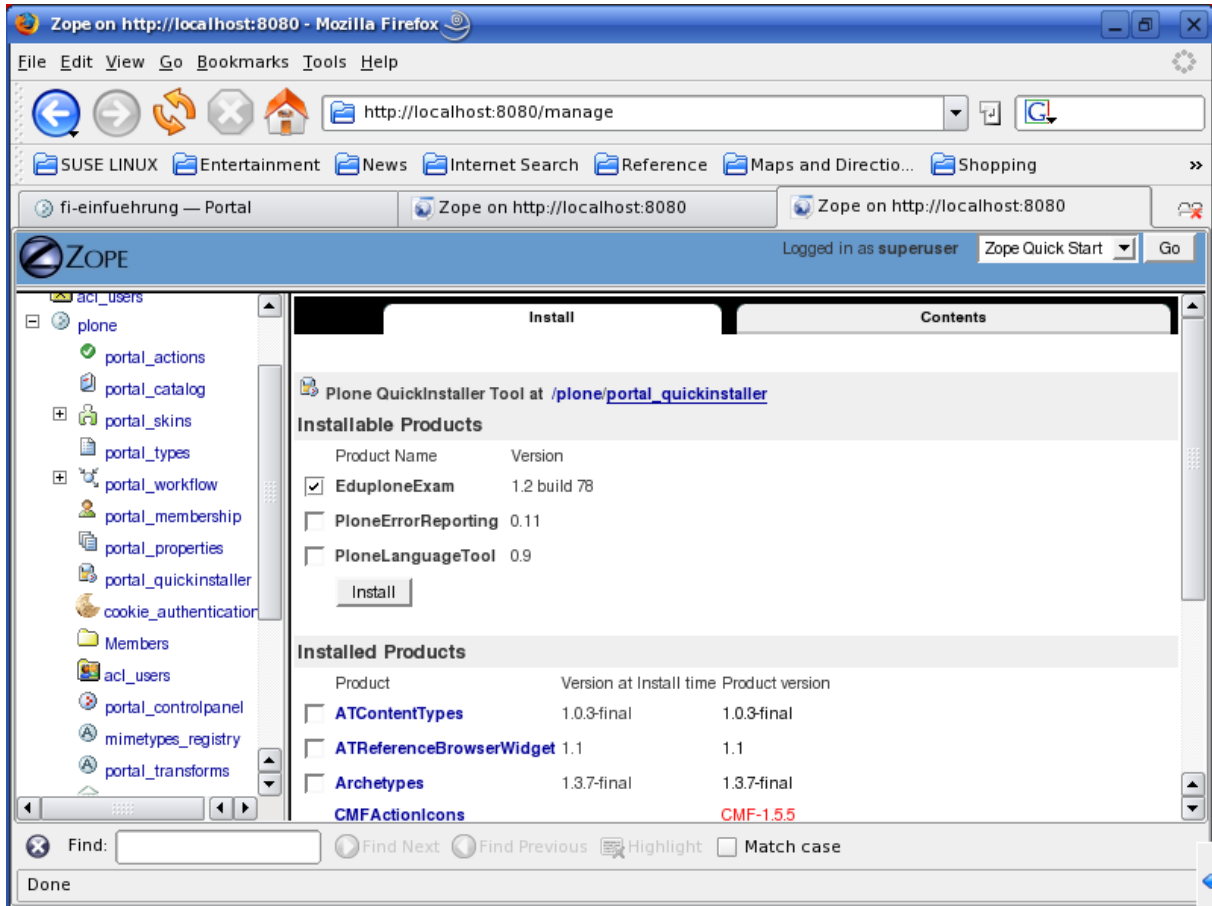 Zope on http://localhost:8080 - Mozilla Firefox
File Edit View Go Bookmarks Tools Help
http://localhost:8080/manage
G
SUSE LINUX Entertainment News Internet Search Reference Maps and Directio... Shopping »
fi-einfuehrung — Portal
Zope on http://localhost:8080
Zope on http://localhost:8080
ZOPE
Logged in as superuser
Zope Quick Start
Go
acl_users
plone
portal_actions
portal_catalog
portal_skins
portal_types
portal_workflow
portal_membership
portal_properties
portal_quickinstaller
cookie_authentication
Members
acl_users
portal_controlpanel
mimetypes_registry
portal_transforms
Install
Contents
Plone QuickInstaller Tool at /plone/portal_quickinstaller
Installable Products
Product Name Version
EduploneExam 1.2 build 78
PloneErrorReporting 0.11
PloneLanguageTool 0.9
Install
Installed Products
Product Version at Install time Product version
ATContentTypes 1.0.3-final 1.0.3-final
ATReferenceBrowserWidget 1.1 1.1
Archetypes 1.3.7-final 1.3.7-final
CMFActionIcons CMF-1.5.5
Find: Find Next Find Previous Highlight Match case
Done